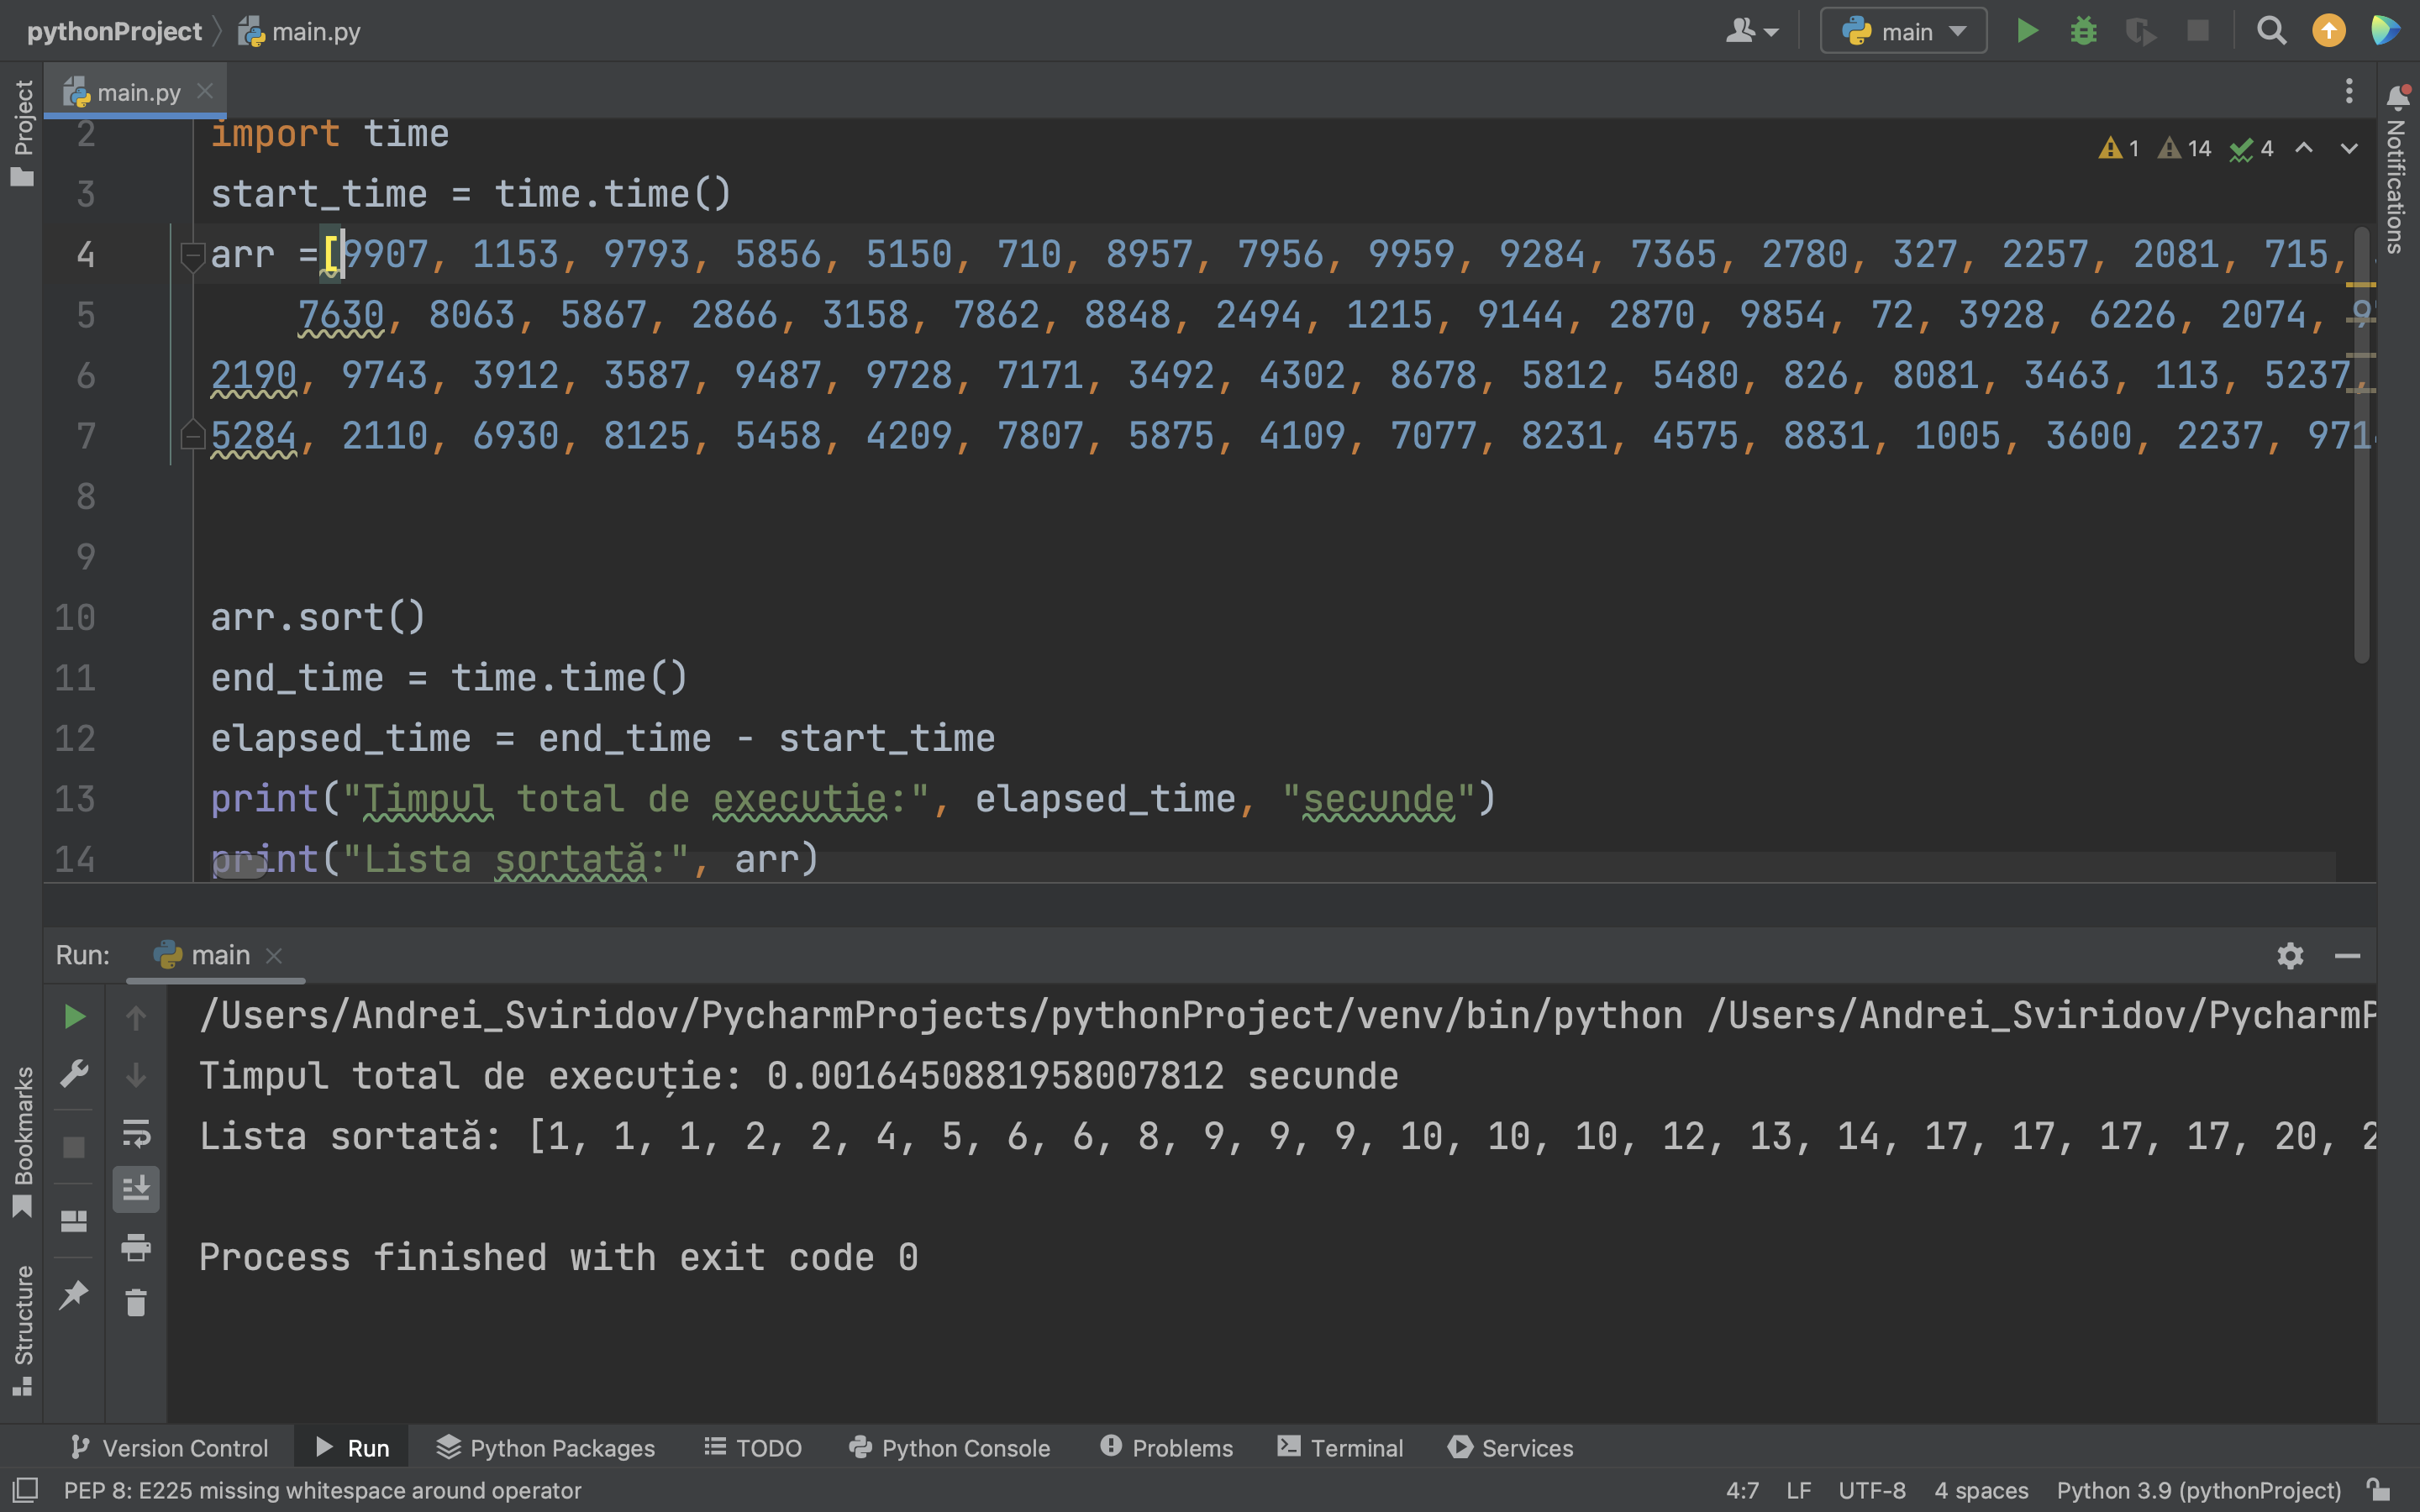 pythonProject main.py main
main.py
Project
Notifications
1 14 4
2 import time
3 start_time = time.time()
4 arr =[9907, 1153, 9793, 5856, 5150, 710, 8957, 7956, 9959, 9284, 7365, 2780, 327, 2257, 2081, 715,
5 7630, 8063, 5867, 2866, 3158, 7862, 8848, 2494, 1215, 9144, 2870, 9854, 72, 3928, 6226, 2074,
6 2190, 9743, 3912, 3587, 9487, 9728, 7171, 3492, 4302, 8678, 5812, 5480, 826, 8081, 3463, 113, 5237,
7 5284, 2110, 6930, 8125, 5458, 4209, 7807, 5875, 4109, 7077, 8231, 4575, 8831, 1005, 3600, 2237, 971
8
9
10 arr.sort()
11 end_time = time.time()
12 elapsed_time = end_time - start_time
13 print("Timpul total de execuție:", elapsed_time, "secunde")
14 print("Lista sortată:", arr)
Run: main
/Users/Andrei_Sviridov/PycharmProjects/pythonProject/venv/bin/python /Users/Andrei_Sviridov/PycharmP
Timpul total de execuție: 0.0016450881958007812 secunde
Lista sortată: [1, 1, 1, 2, 2, 4, 5, 6, 6, 8, 9, 9, 9, 10, 10, 10, 12, 13, 14, 17, 17, 17, 17, 20, 2
Process finished with exit code 0
Bookmarks
Structure
Version Control Run Python Packages TODO Python Console Problems Terminal Services
PEP 8: E225 missing whitespace around operator 4:7 LF UTF-8 4 spaces Python 3.9 (pythonProject)